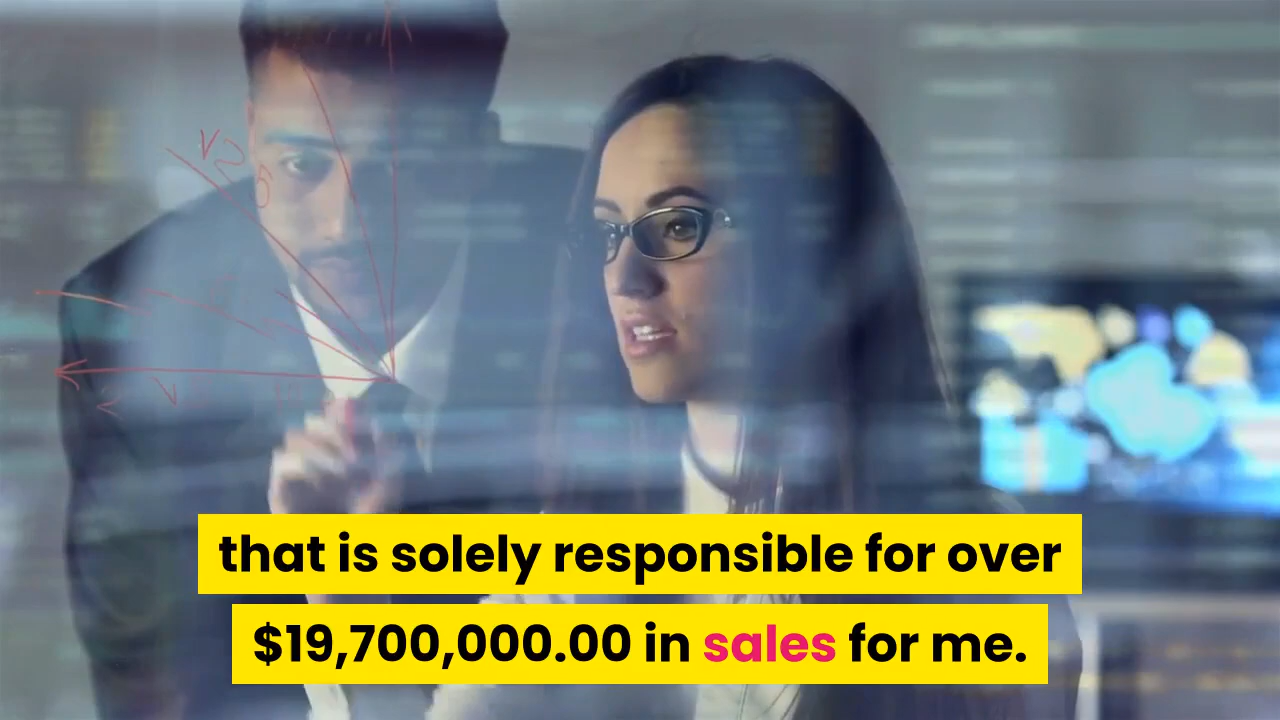 that is solely responsible for over
$19,700,000.00 in sales for me.